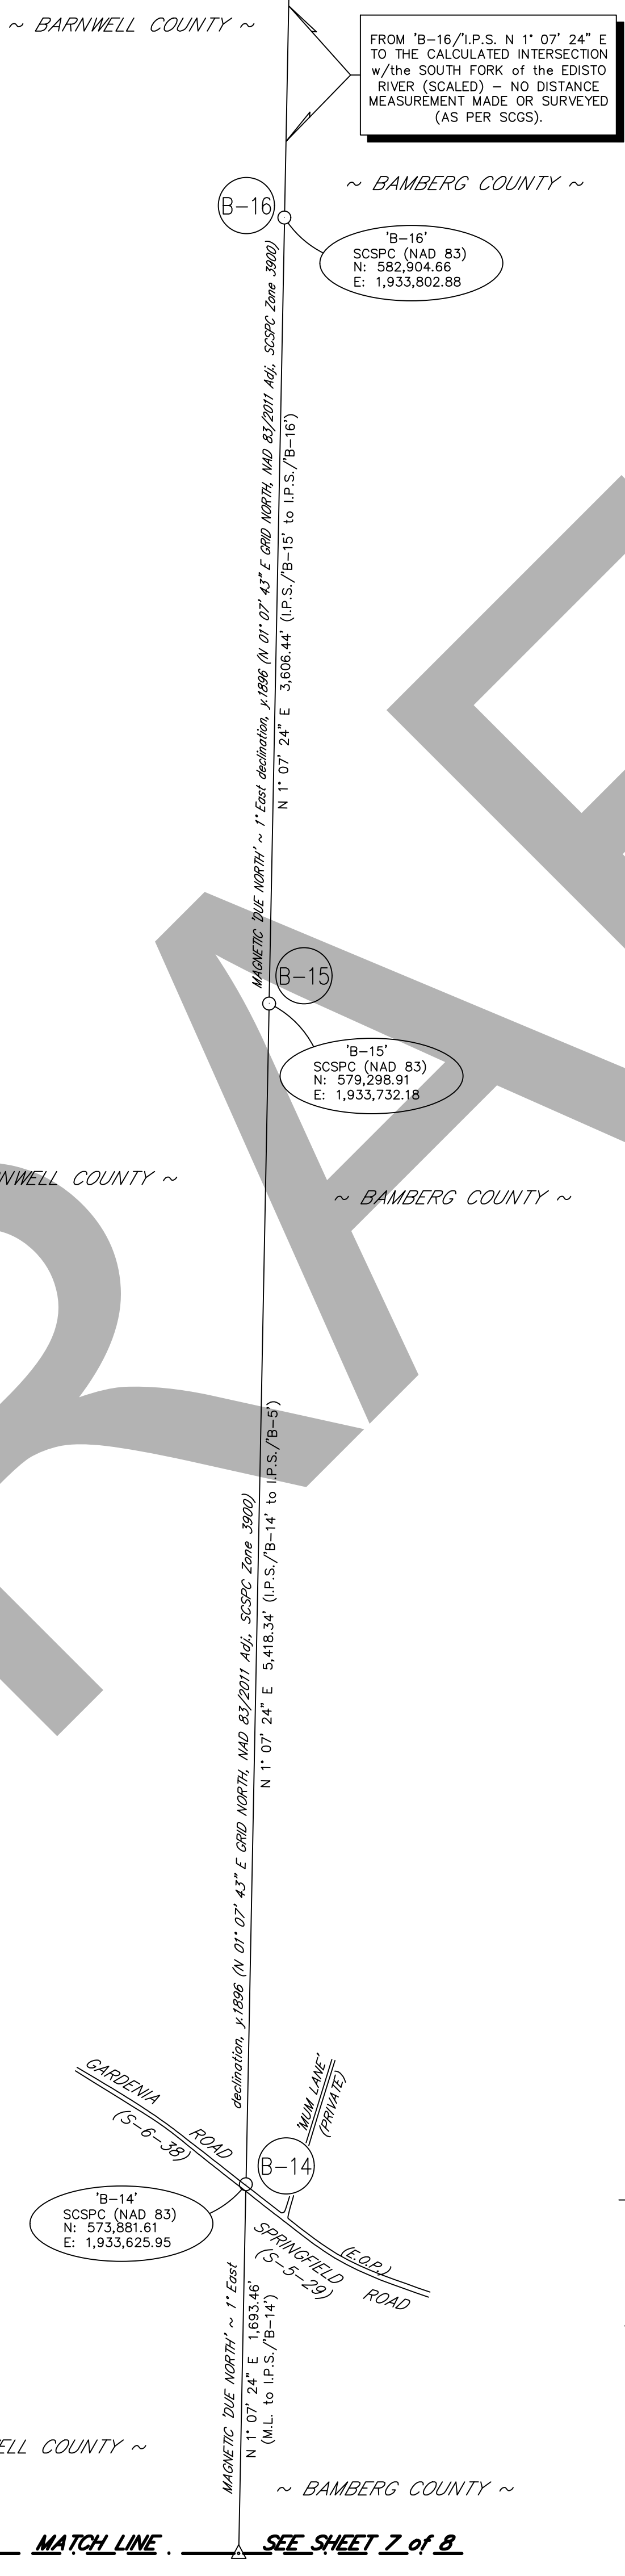 ~ BARNWELL COUNTY ~
FROM 'B-16/'I.P.S. N 1° 07' 24" E
TO THE CALCULATED INTERSECTION
w/the SOUTH FORK of the EDISTO
RIVER (SCALED) - NO DISTANCE
MEASUREMENT MADE OR SURVEYED
(AS PER SCGS).
~ BAMBERG COUNTY ~
B-16
'B-16'
SCSPC (NAD 83)
N: 582,904.66
E: 1,933,802.88
MAGNETIC 'DUE NORTH' ~ 1° East declination, y.1896 (N 01° 07' 43" E GRID NORTH, NAD 83/2011 Adj., SCSPC Zone 3900)
N 1° 07' 24" E 3,606.44' (I.P.S./'B-15' to I.P.S./'B-16')
B-15
'B-15'
SCSPC (NAD 83)
N: 579,298.91
E: 1,933,732.18
NWELL COUNTY ~
~ BAMBERG COUNTY ~
declination, y.1896 (N 01° 07' 43" E GRID NORTH, NAD 83/2011 Adj., SCSPC Zone 3900)
N 1° 07' 24" E 5,418.34' (I.P.S./'B-14' to I.P.S./'B-5')
GARDENIA ROAD
(S-6-38)
'MUM LANE'
(PRIVATE)
B-14
'B-14'
SCSPC (NAD 83)
N: 573,881.61
E: 1,933,625.95
SPRINGFIELD ROAD
(S-5-29)
(E.O.P.)
MAGNETIC 'DUE NORTH' ~ 1° East
N 1° 07' 24" E 1,693.46'
(M.L. to I.P.S./'B-14')
ELL COUNTY ~
~ BAMBERG COUNTY ~
MATCH LINE . SEE SHEET 7 of 8